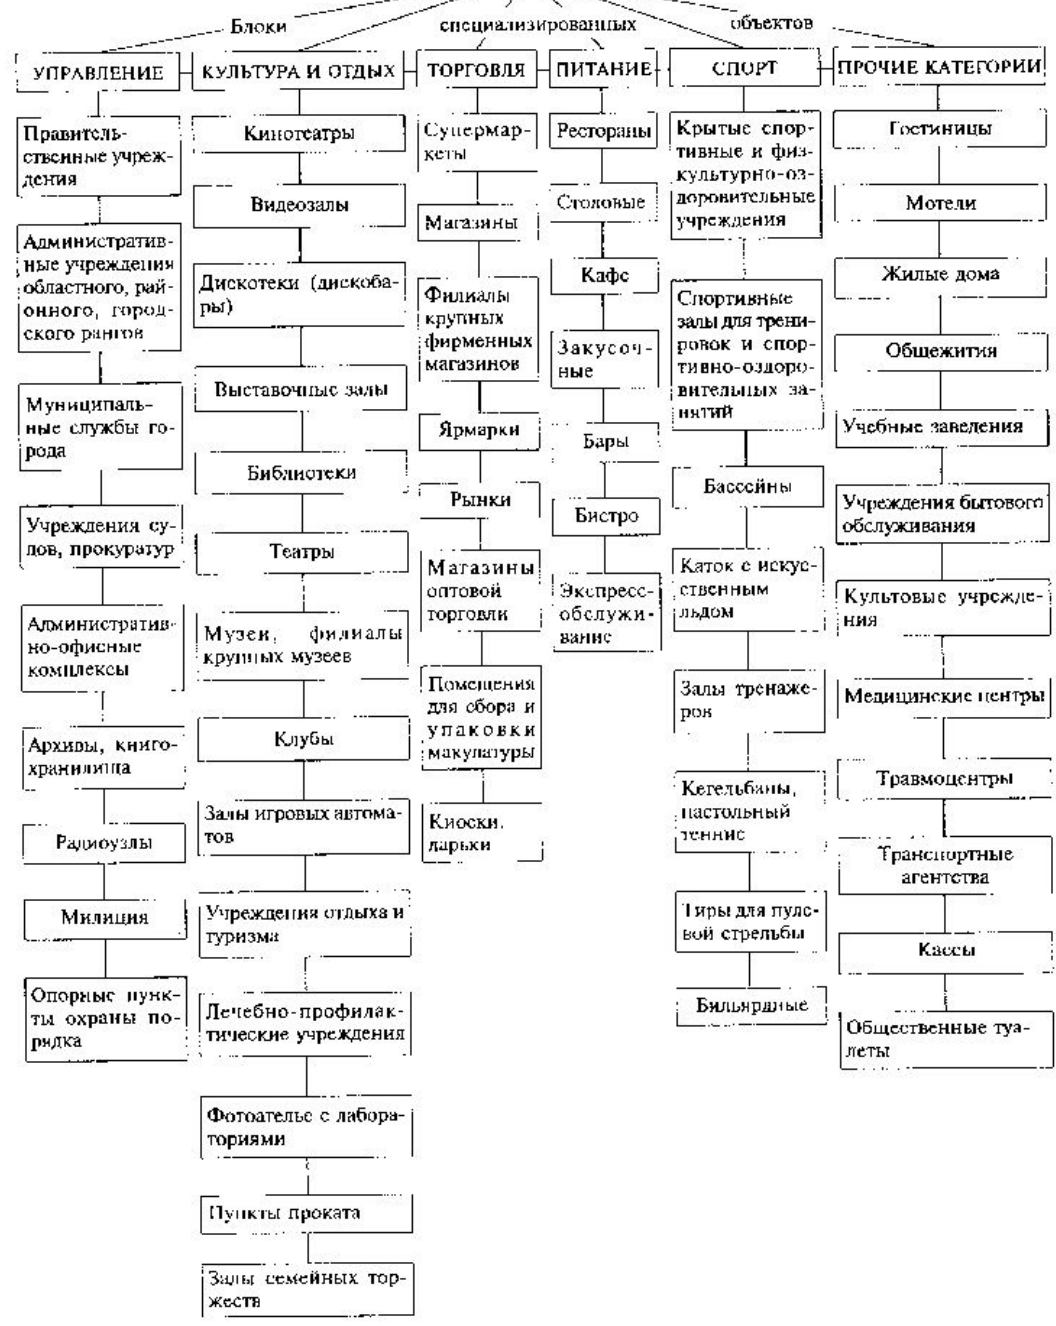 Блоки специализированных объектов
УПРАВЛЕНИЕ
Правитель-
ственные учреж-
дения
Административ-
ные учреждения
областного, рай-
онного, город-
ского рангов
Муниципаль-
ные службы го-
рода
Учреждения су-
дов, прокуратур
Административ-
но-офисные
комплексы
Архивы, книго-
хранилища
Радиоузлы
Милиция
Опорные пунк-
ты охраны по-
рядка
КУЛЬТУРА И ОТДЫХ
Кинотеатры
Видеозалы
Дискотеки (дискоба-
ры)
Выставочные залы
Библиотеки
Театры
Музеи, филиалы
крупных музеев
Клубы
Залы игровых автома-
тов
Учреждения отдыха и
туризма
Лечебно-профилак-
тические учреждения
Фотоателье с лабора-
ториями
Пункты проката
Залы семейных тор-
жеств
ТОРГОВЛЯ
Супермар-
кеты
Магазины
Филиалы
крупных
фирменных
магазинов
Ярмарки
Рынки
Магазины
оптовой
торговли
Помещения
для сбора и
упаковки
макулатуры
Киоски,
ларьки
ПИТАНИЕ
Рестораны
Столовые
Кафе
Закусоч-
ные
Бары
Бистро
Экспресс-
обслужи-
вание
СПОРТ
Крытые спор-
тивные и физ-
культурно-оз-
доровительные
учреждения
Спортивные
залы для трени-
ровок и спор-
тивно-оздоро-
вительных за-
нятий
Бассейны
Каток с искус-
ственным
льдом
Залы тренаже-
ров
Кегельбаны,
настольный
теннис
Тиры для пуле-
вой стрельбы
Бильярдные
ПРОЧИЕ КАТЕГОРИИ
Гостиницы
Мотели
Жилые дома
Общежития
Учебные заведения
Учреждения бытового
обслуживания
Культовые учрежде-
ния
Медицинские центры
Травмоцентры
Транспортные
агентства
Кассы
Общественные туа-
леты